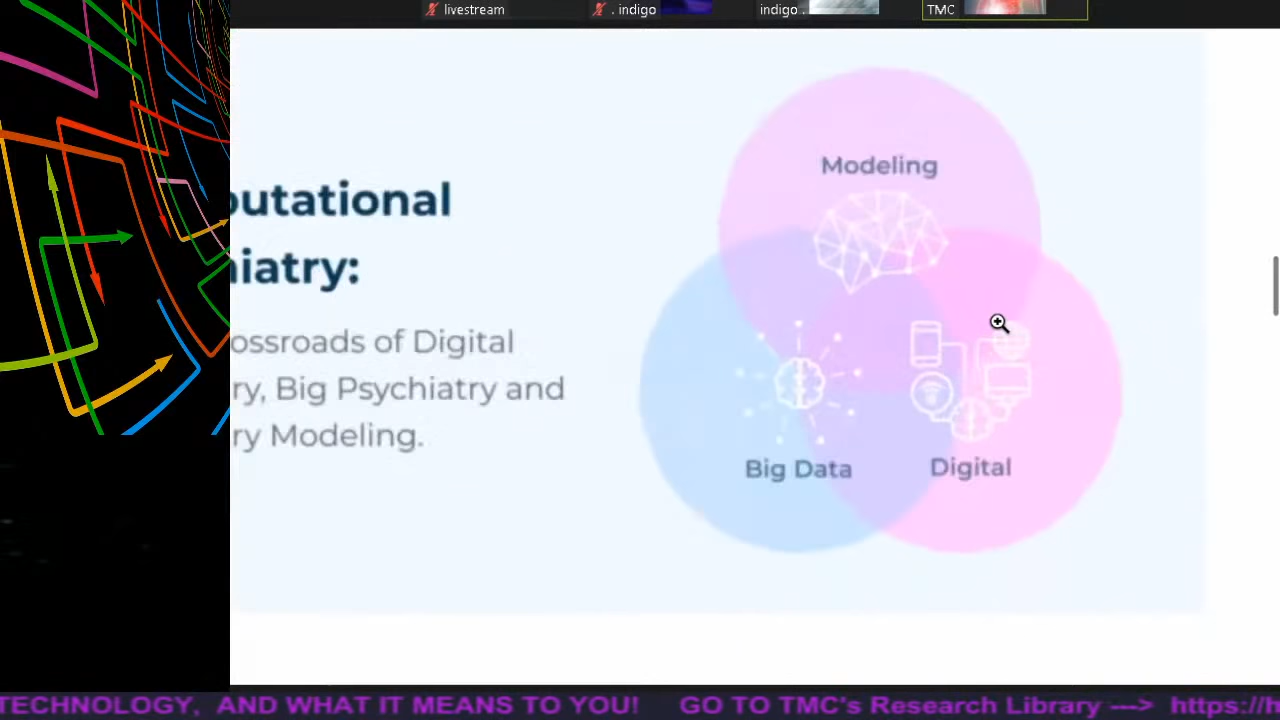 livestream
. indigo
indigo .
TMC
Modeling
putational
hiatry:
ossroads of Digital
ry, Big Psychiatry and
ry Modeling.
Big Data
Digital
TECHNOLOGY, AND WHAT IT MEANS TO YOU! GO TO TMC's Research Library ---> https://h